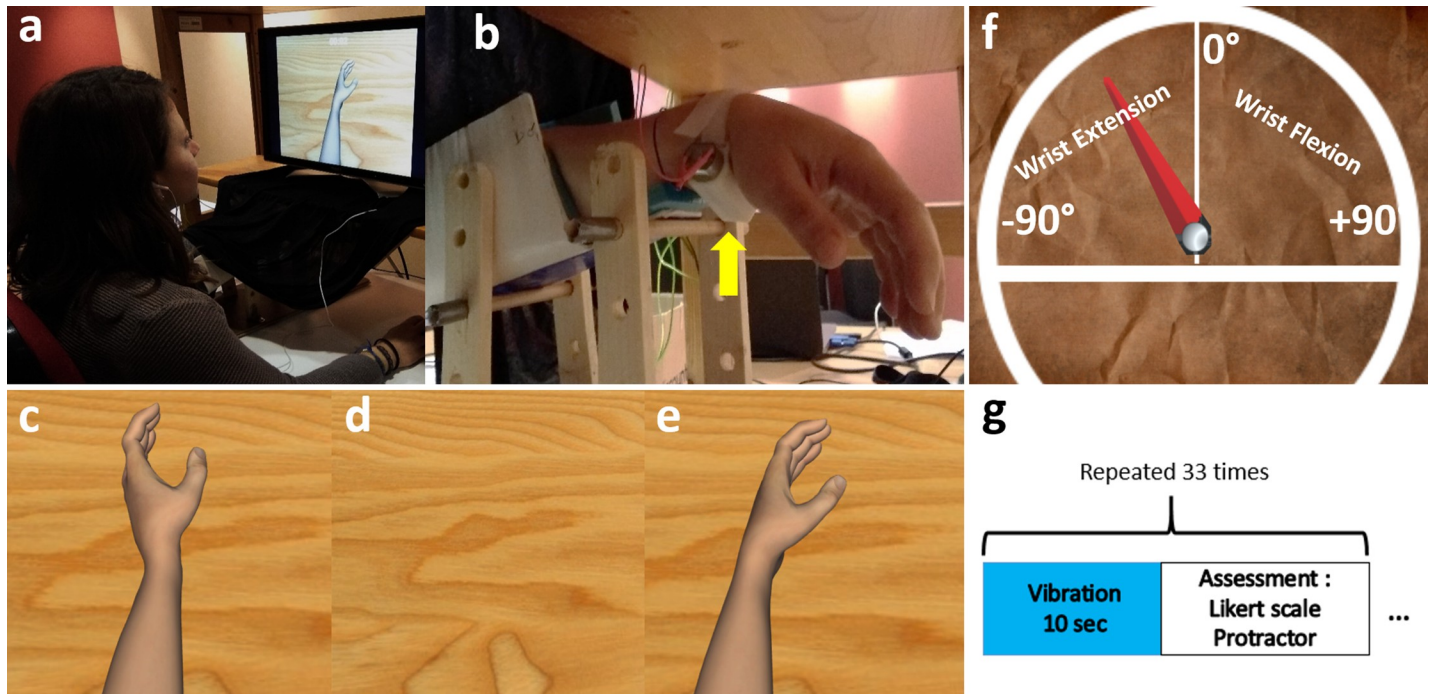 a
b
f
0°
Wrist Extension
Wrist Flexion
-90°
+90
c
d
e
g
Repeated 33 times
Vibration
10 sec
Assessment :
Likert scale
Protractor
...